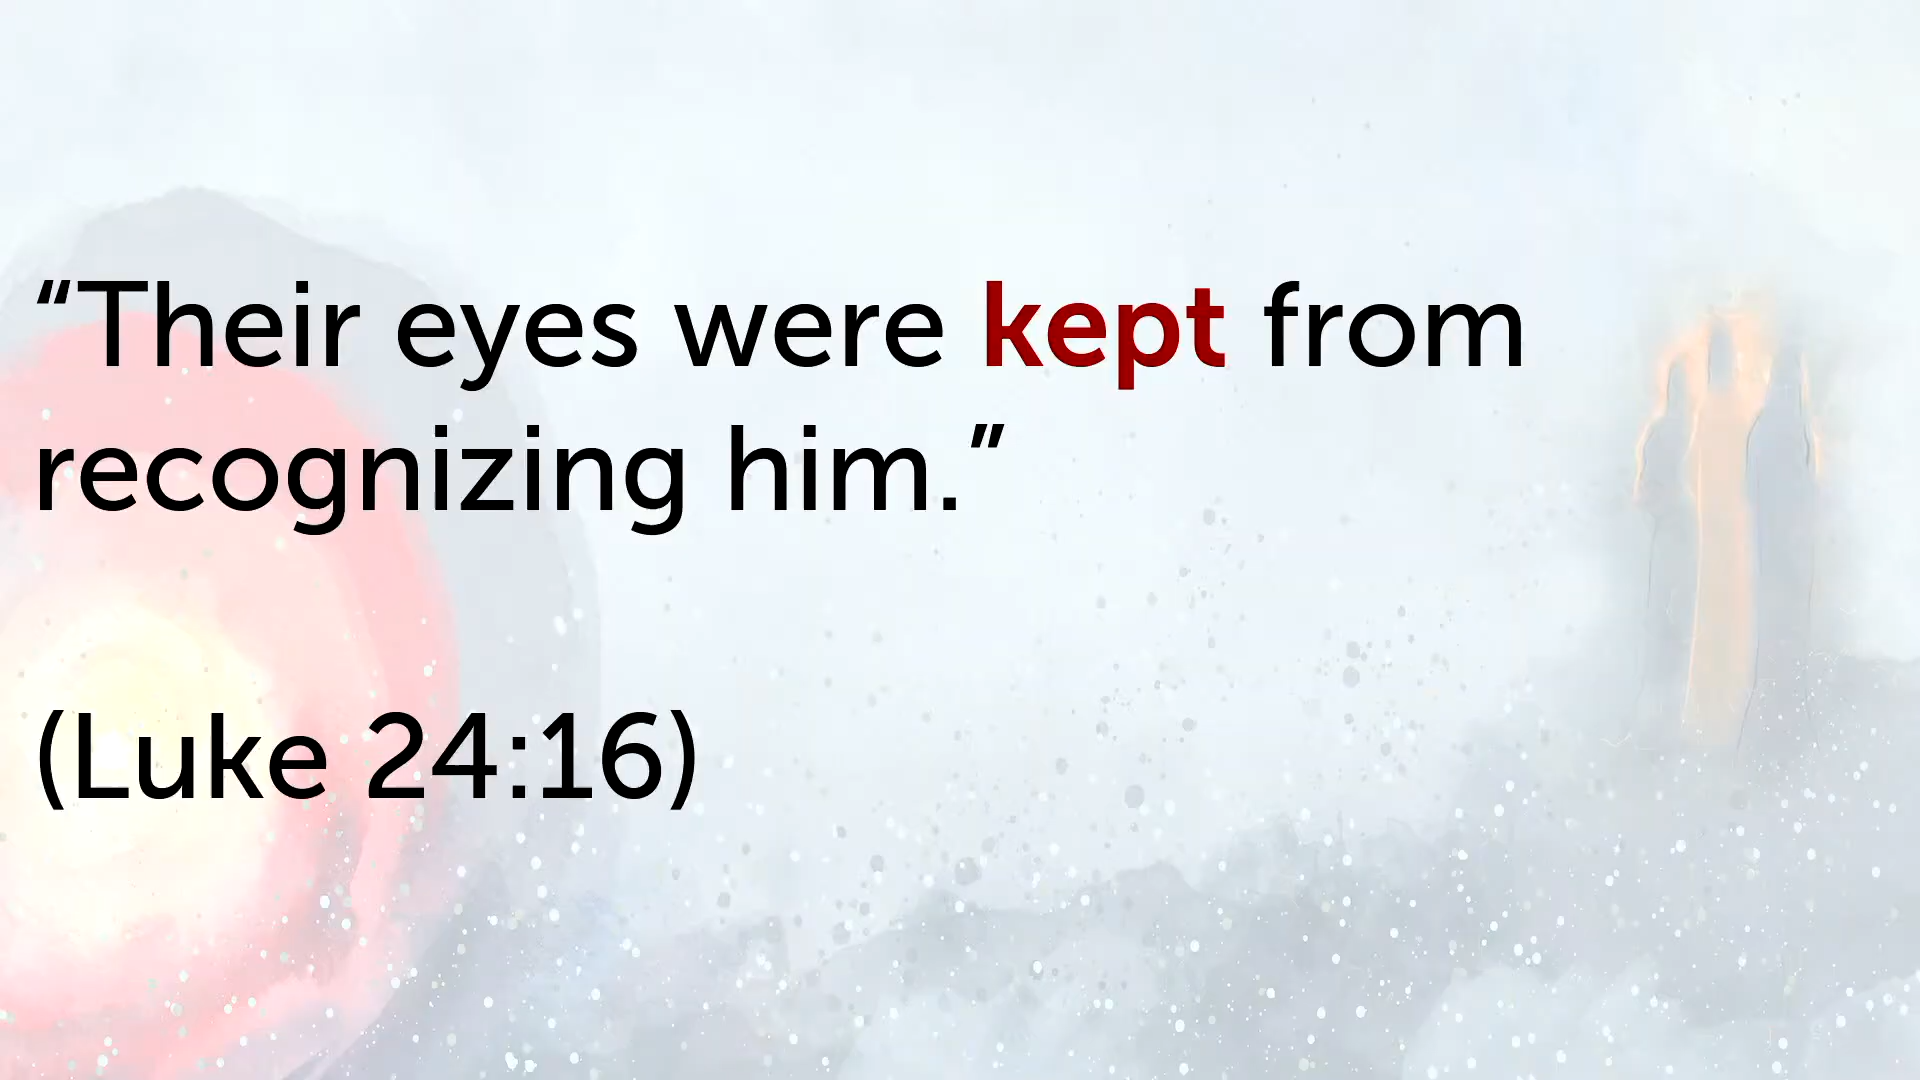 “Their eyes were kept from
recognizing him.”
(Luke 24:16)